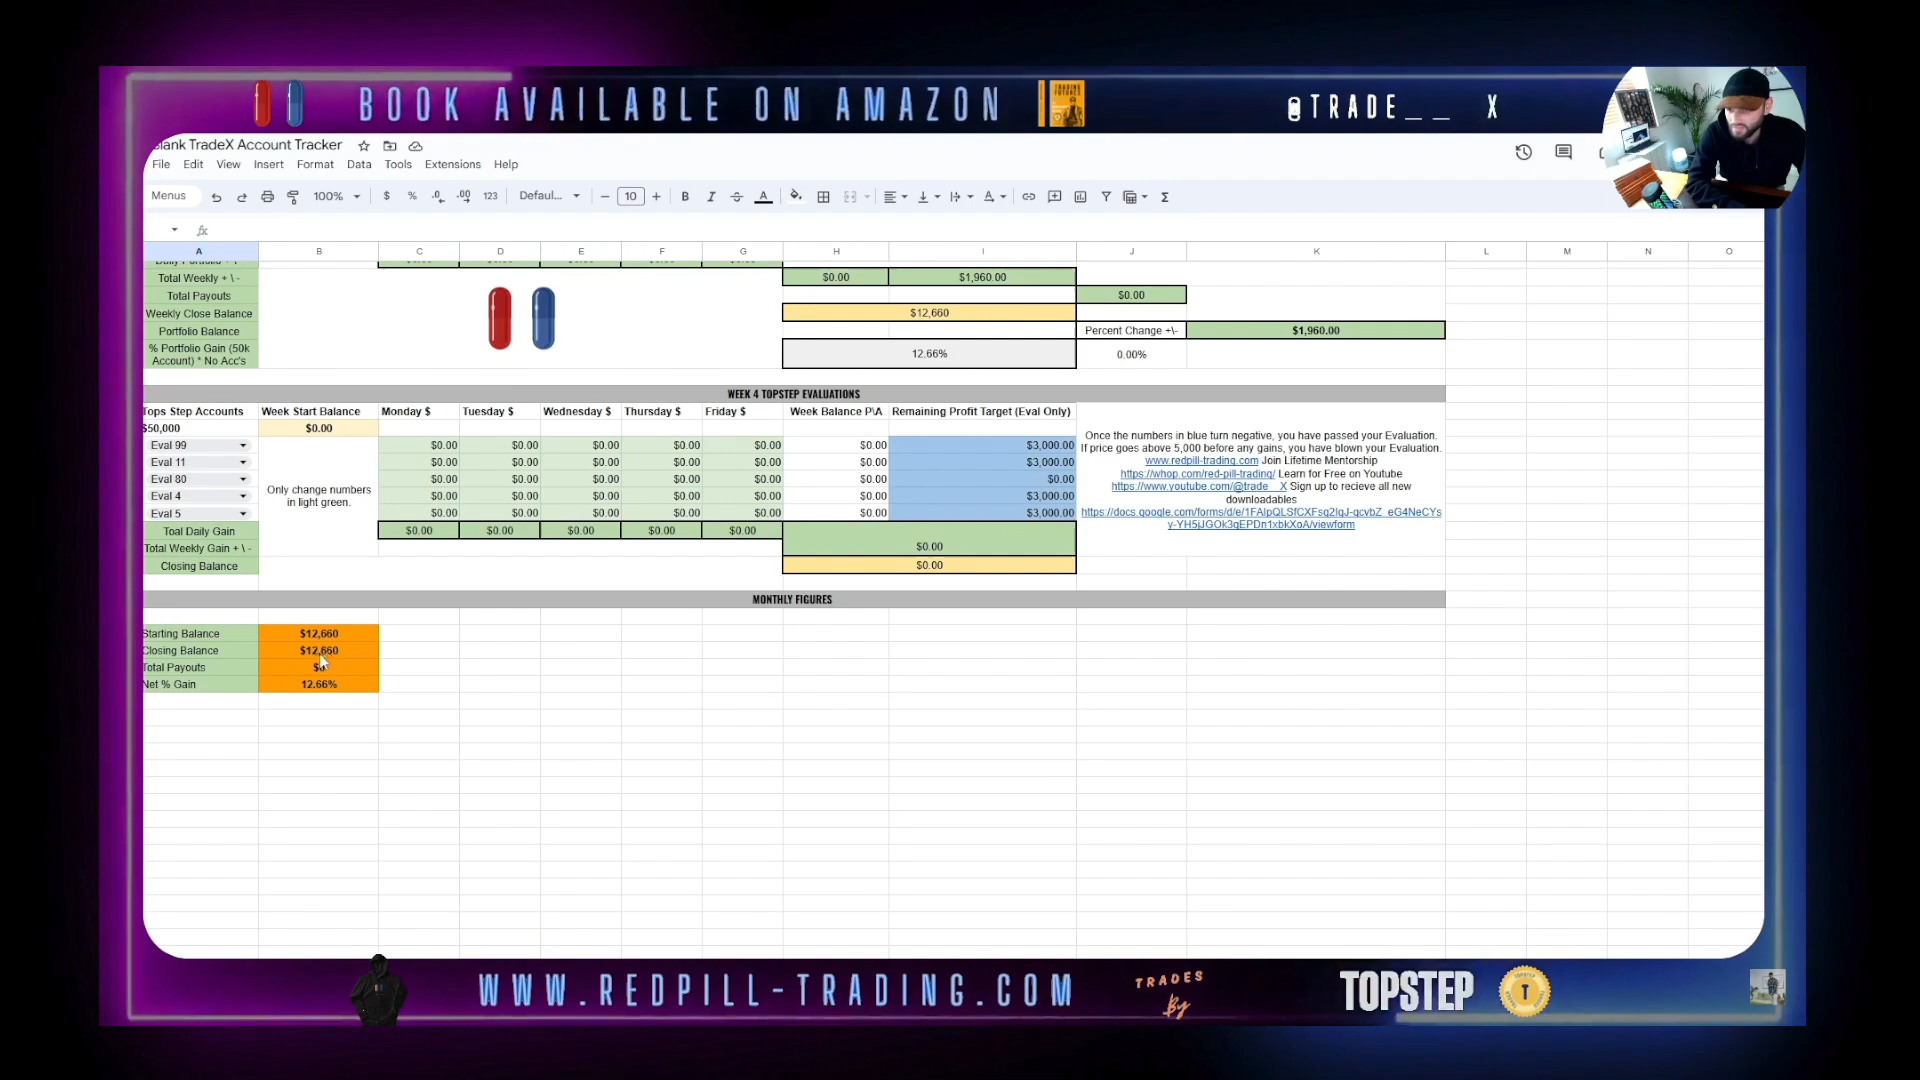 BOOK AVAILABLE ON AMAZON
@TRADE__ X
Blank TradeX Account Tracker
File Edit View Insert Format Data Tools Extensions Help
Menus 100% $ % .0 .00 123 Defaul... − 10 + B I A Σ
fx
A B C D E F G H I J K L M N O
Total Weekly + \ - $0.00 $1,960.00
Total Payouts $0.00
Weekly Close Balance $12,660
Portfolio Balance Percent Change +\- $1,960.00
% Portfolio Gain (50k
Account) * No Acc's 12.66% 0.00%
WEEK 4 TOPSTEP EVALUATIONS
Tops Step Accounts Week Start Balance Monday $ Tuesday $ Wednesday $ Thursday $ Friday $ Week Balance P\A Remaining Profit Target (Eval Only)
$50,000 $0.00
Eval 99 $0.00 $0.00 $0.00 $0.00 $0.00 $0.00 $3,000.00
Eval 11 $0.00 $0.00 $0.00 $0.00 $0.00 $0.00 $3,000.00
Eval 80 $0.00 $0.00 $0.00 $0.00 $0.00 $0.00 $0.00
Eval 4 $0.00 $0.00 $0.00 $0.00 $0.00 $0.00 $3,000.00
Eval 5 $0.00 $0.00 $0.00 $0.00 $0.00 $0.00 $3,000.00
Only change numbers
in light green.
Once the numbers in blue turn negative, you have passed your Evaluation.
If price goes above 5,000 before any gains, you have blown your Evaluation.
www.redpill-trading.com Join Lifetime Mentorship
https://whop.com/red-pill-trading/ Learn for Free on Youtube
https://www.youtube.com/@trade__X Sign up to recieve all new
downloadables
Toal Daily Gain $0.00 $0.00 $0.00 $0.00 $0.00
Total Weekly Gain + \ - $0.00
Closing Balance $0.00
MONTHLY FIGURES
Starting Balance $12,660
Closing Balance $12,660
Total Payouts
Net % Gain 12.66%
WWW.REDPILL-TRADING.COM
TRADES
By
TOPSTEP
TOPSTEP
T